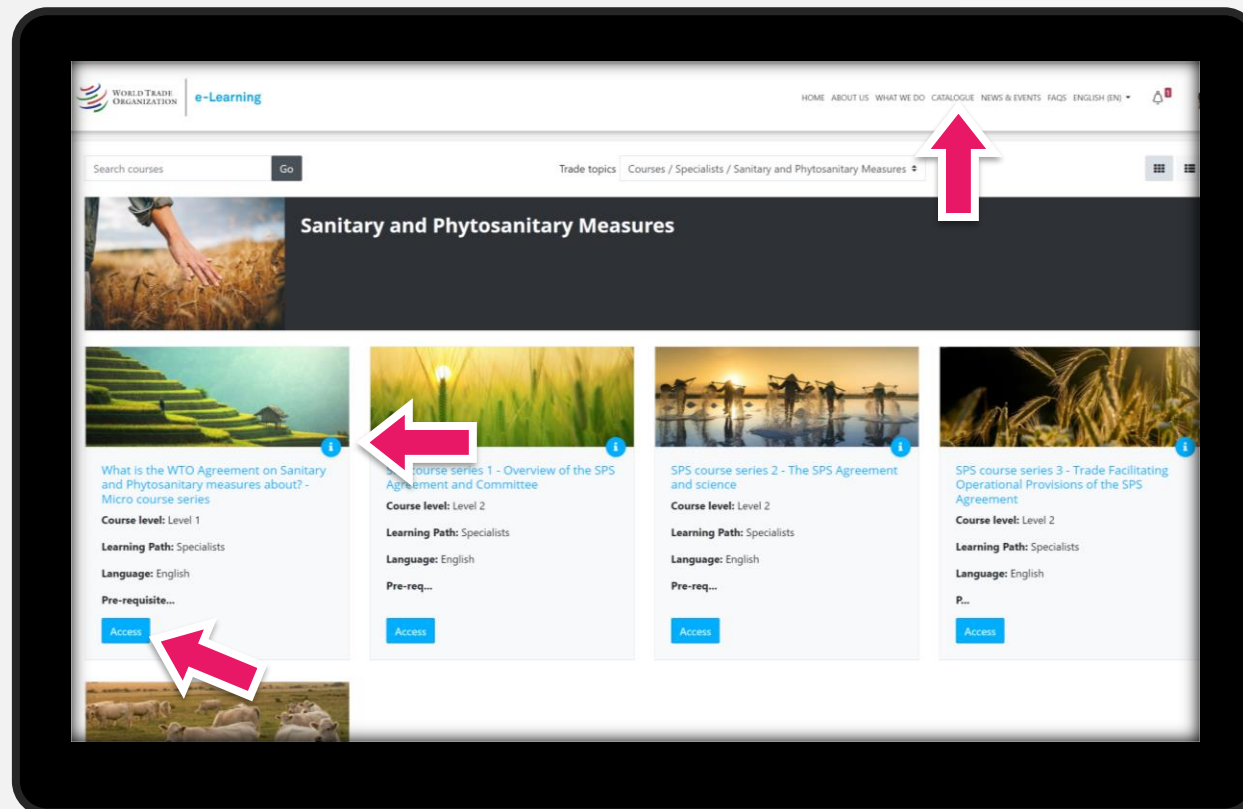 WORLD TRADE
ORGANIZATION
e-Learning
HOME ABOUT US WHAT WE DO CATALOGUE NEWS & EVENTS FAQS ENGLISH (EN)
1
Search courses
Go
Trade topics
Courses / Specialists / Sanitary and Phytosanitary Measures
Sanitary and Phytosanitary Measures
What is the WTO Agreement on Sanitary
and Phytosanitary measures about? -
Micro course series
Course level: Level 1
Learning Path: Specialists
Language: English
Pre-requisite...
Access
course series 1 - Overview of the SPS
Agreement and Committee
Course level: Level 2
Learning Path: Specialists
Language: English
Pre-req...
Access
SPS course series 2 - The SPS Agreement
and science
Course level: Level 2
Learning Path: Specialists
Language: English
Pre-req...
Access
SPS course series 3 - Trade Facilitating
Operational Provisions of the SPS
Agreement
Course level: Level 2
Learning Path: Specialists
Language: English
P...
Access